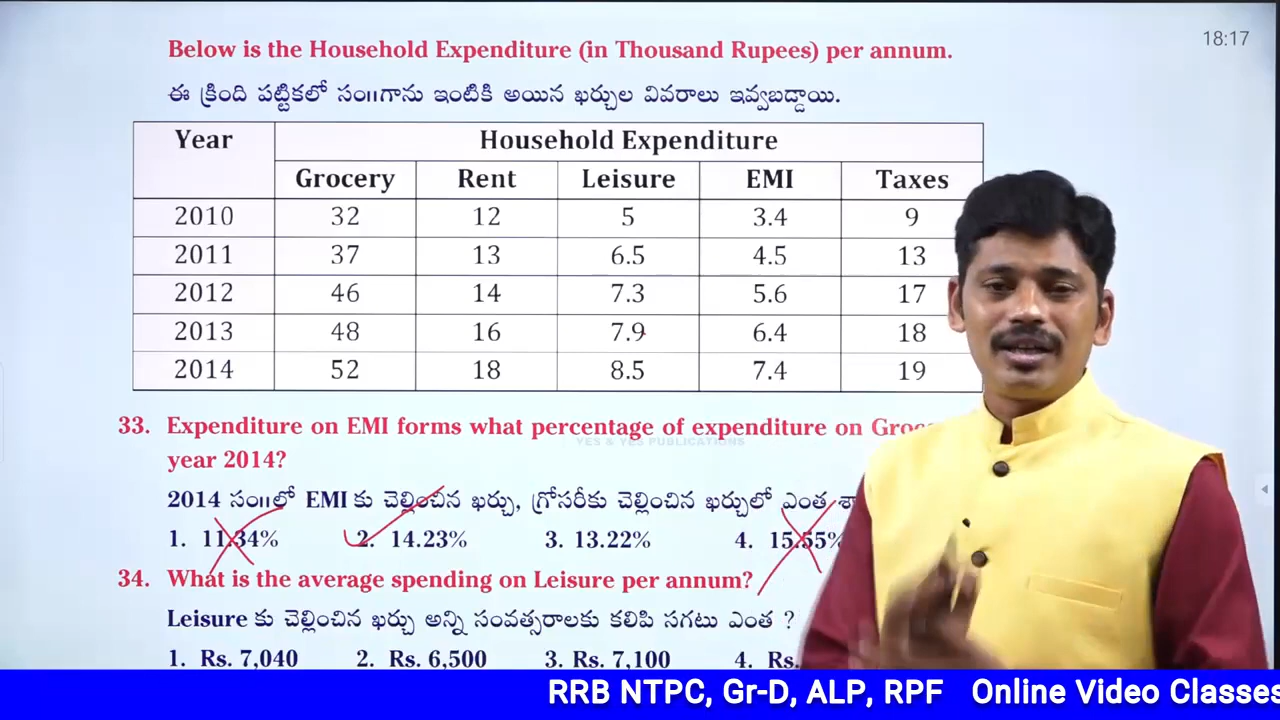 18:17
Below is the Household Expenditure (in Thousand Rupees) per annum.
ఈ క్రింది పట్టికలో సం॥గాను ఇంటికి అయిన ఖర్చుల వివరాలు ఇవ్వబడ్డాయి.
Year Household Expenditure
Grocery Rent Leisure EMI Taxes
2010 32 12 5 3.4 9
2011 37 13 6.5 4.5 13
2012 46 14 7.3 5.6 17
2013 48 16 7.9 6.4 18
2014 52 18 8.5 7.4 19
33. Expenditure on EMI forms what percentage of expenditure on
YES & YES PUBLICATIONS
year 2014?
2014 సం॥లో EMI కు చెల్లించిన ఖర్చు, గ్రోసరీకు చెల్లించిన ఖర్చులో ఎంత
1. 11.34% 2. 14.23% 3. 13.22% 4. 15.55%
34. What is the average spending on Leisure per annum?
Leisure కు చెల్లించిన ఖర్చు అన్ని సంవత్సరాలకు కలిపి సగటు ఎంత ?
1. Rs. 7,040 2. Rs. 6,500 3. Rs. 7,100 4. Rs.
RRB NTPC, Gr-D, ALP, RPF Online Video Classes